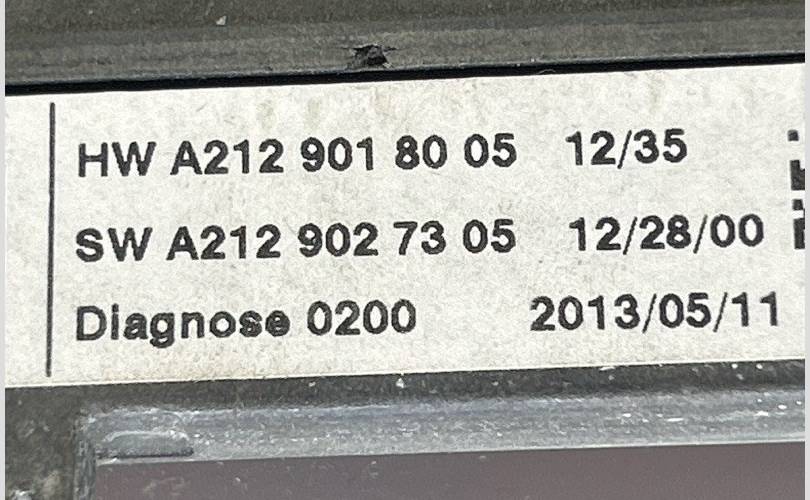 HW A212 901 80 05 12/35
SW A212 902 73 05 12/28/00
Diagnose 0200 2013/05/11